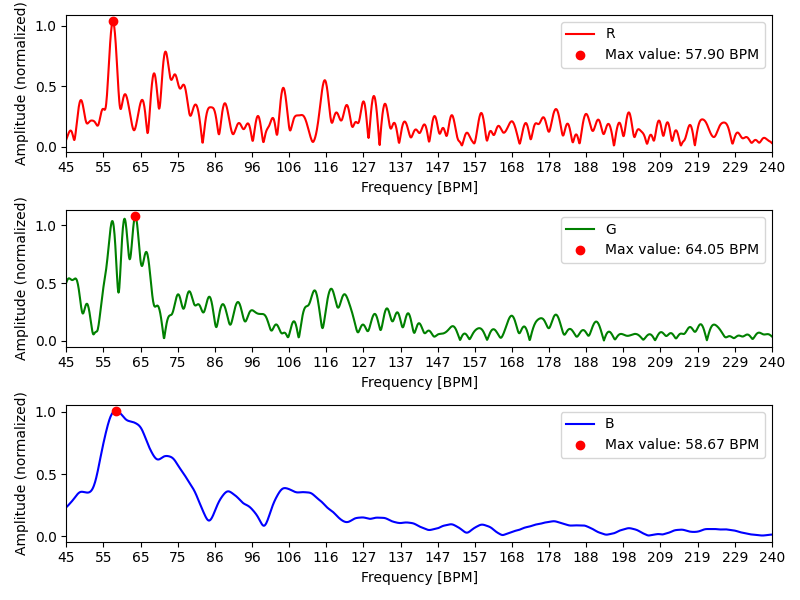 Amplitude (normalized)
1.0
0.5
0.0
R
Max value: 57.90 BPM
45 55 65 75 86 96 106 116 127 137 147 157 168 178 188 198 209 219 229 240
Frequency [BPM]
Amplitude (normalized)
1.0
0.5
0.0
G
Max value: 64.05 BPM
45 55 65 75 86 96 106 116 127 137 147 157 168 178 188 198 209 219 229 240
Frequency [BPM]
Amplitude (normalized)
1.0
0.5
0.0
B
Max value: 58.67 BPM
45 55 65 75 86 96 106 116 127 137 147 157 168 178 188 198 209 219 229 240
Frequency [BPM]